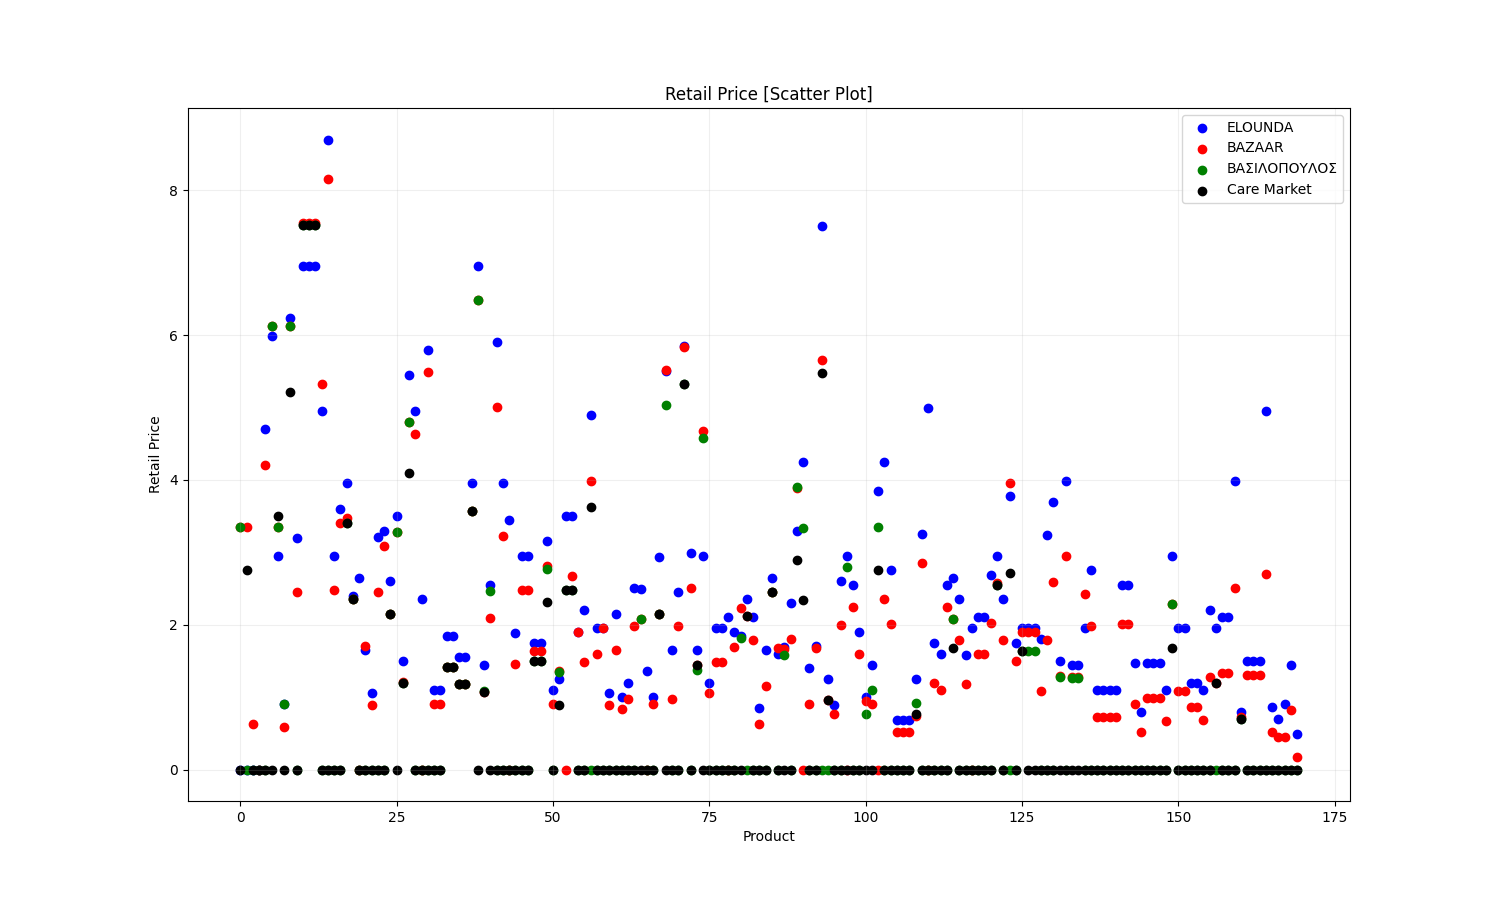 Retail Price [Scatter Plot]
ELOUNDA
BAZAAR
ΒΑΣΙΛΟΠΟΥΛΟΣ
Care Market
8
6
4
2
0
Retail Price
0 25 50 75 100 125 150 175
Product